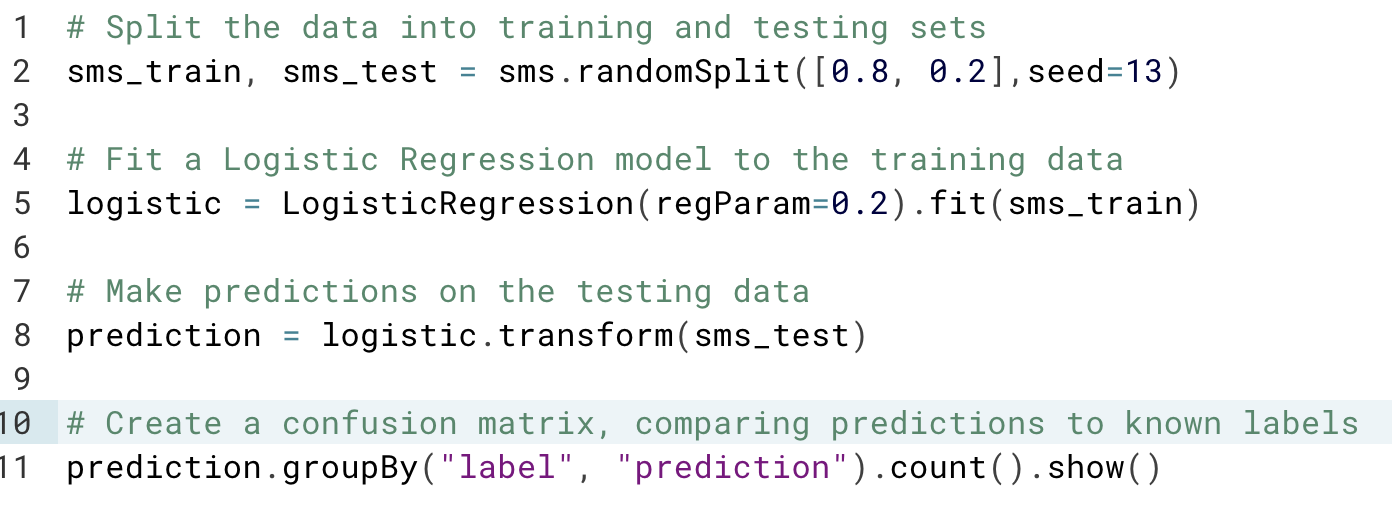 1 # Split the data into training and testing sets
2 sms_train, sms_test = sms.randomSplit([0.8, 0.2],seed=13)
3
4 # Fit a Logistic Regression model to the training data
5 logistic = LogisticRegression(regParam=0.2).fit(sms_train)
6
7 # Make predictions on the testing data
8 prediction = logistic.transform(sms_test)
9
10 # Create a confusion matrix, comparing predictions to known labels
11 prediction.groupBy("label", "prediction").count().show()